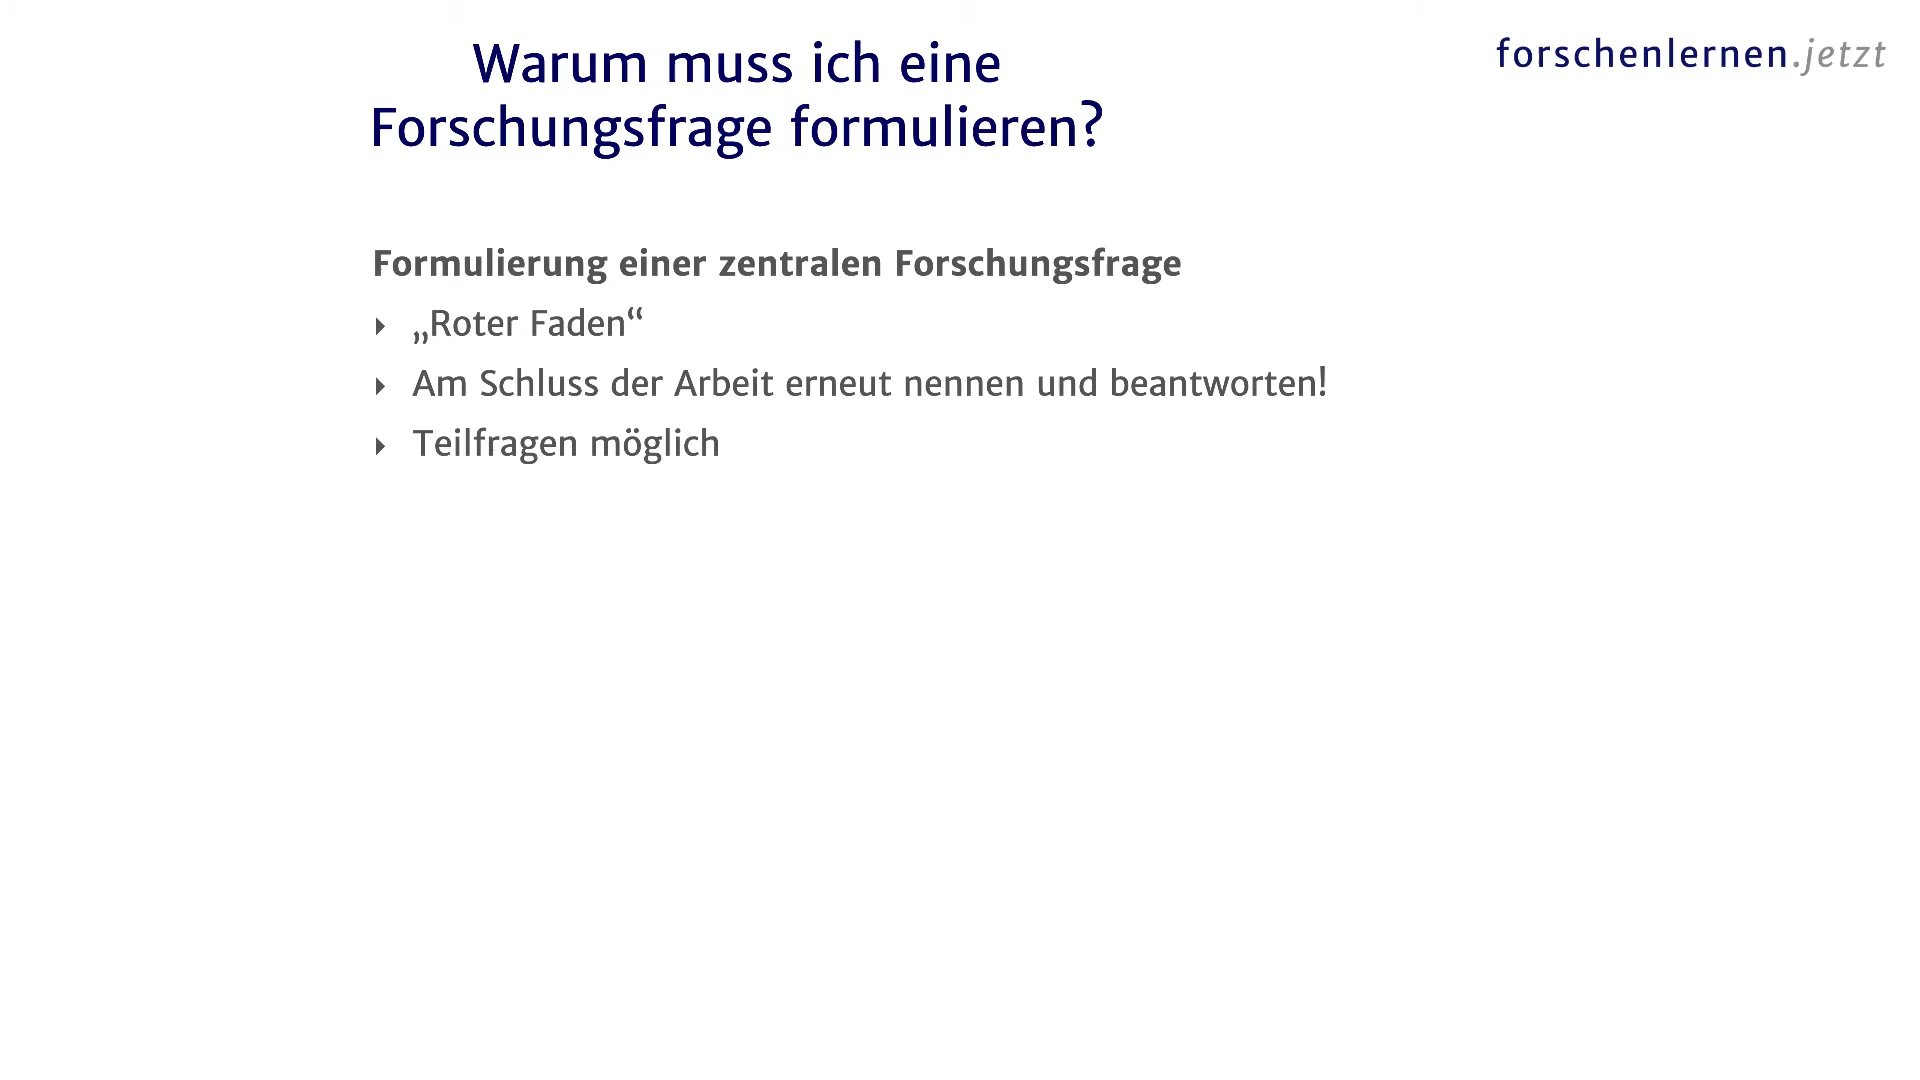 Warum muss ich eine
Forschungsfrage formulieren?
forschenlernen.jetzt
Formulierung einer zentralen Forschungsfrage
‣ „Roter Faden“
‣ Am Schluss der Arbeit erneut nennen und beantworten!
‣ Teilfragen möglich